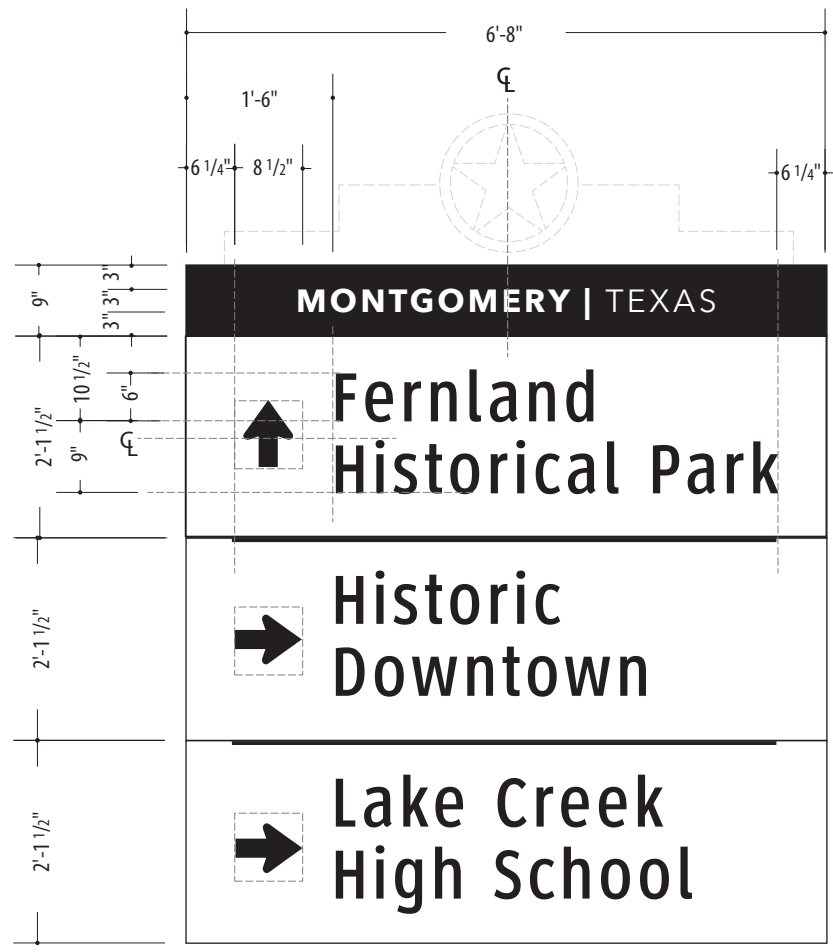 6'-8"
℄
1'-6"
6 1/4"
8 1/2"
6 1/4"
9"
3"
3"
3"
MONTGOMERY | TEXAS
2'-1 1/2"
10 1/2"
6"
9"
℄
Fernland
Historical Park
2'-1 1/2"
Historic
Downtown
2'-1 1/2"
Lake Creek
High School